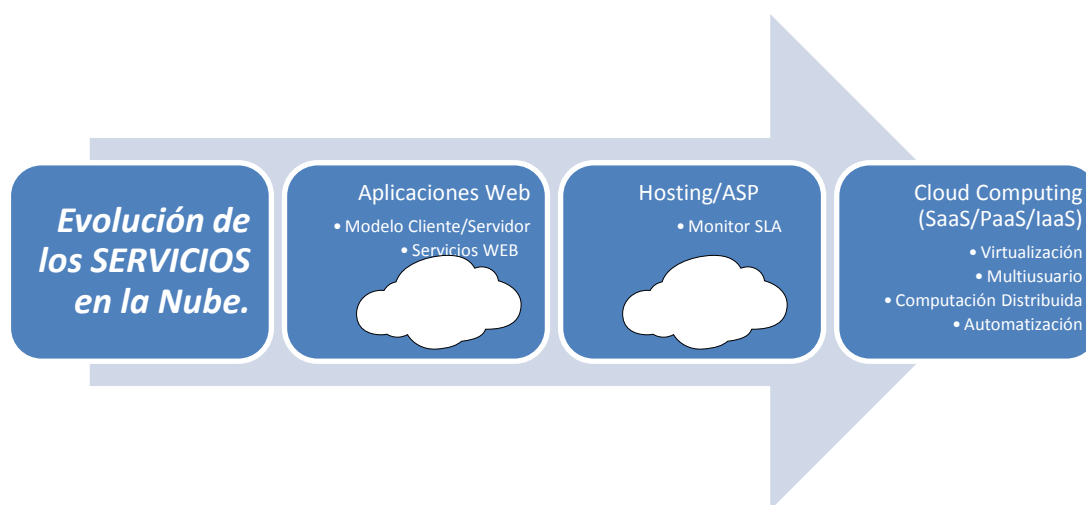 Evolución de
los SERVICIOS
en la Nube.
Aplicaciones Web
• Modelo Cliente/Servidor
• Servicios WEB
Hosting/ASP
• Monitor SLA
Cloud Computing
(SaaS/PaaS/IaaS)
• Virtualización
• Multiusuario
• Computación Distribuida
• Automatización